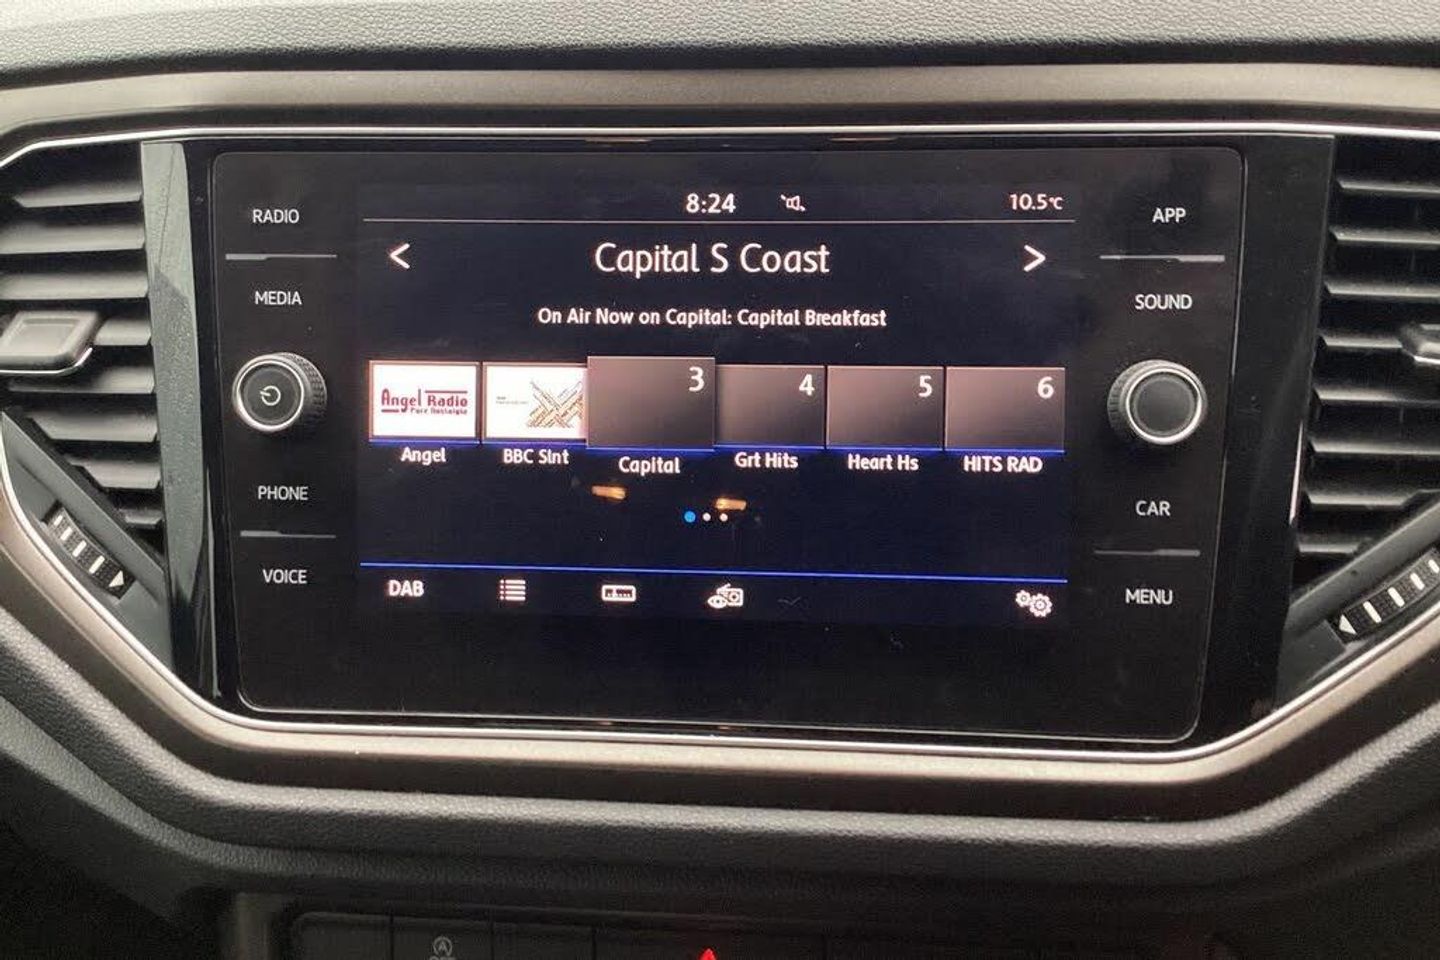 RADIO
8:24
10.5°C
APP
< Capital S Coast >
MEDIA
SOUND
On Air Now on Capital: Capital Breakfast
Angel Radio
Pure Nostalgia
3
4
5
6
Angel
BBC Slnt
Capital
Grt Hits
Heart Hs
HITS RAD
PHONE
CAR
VOICE
DAB
MENU
A